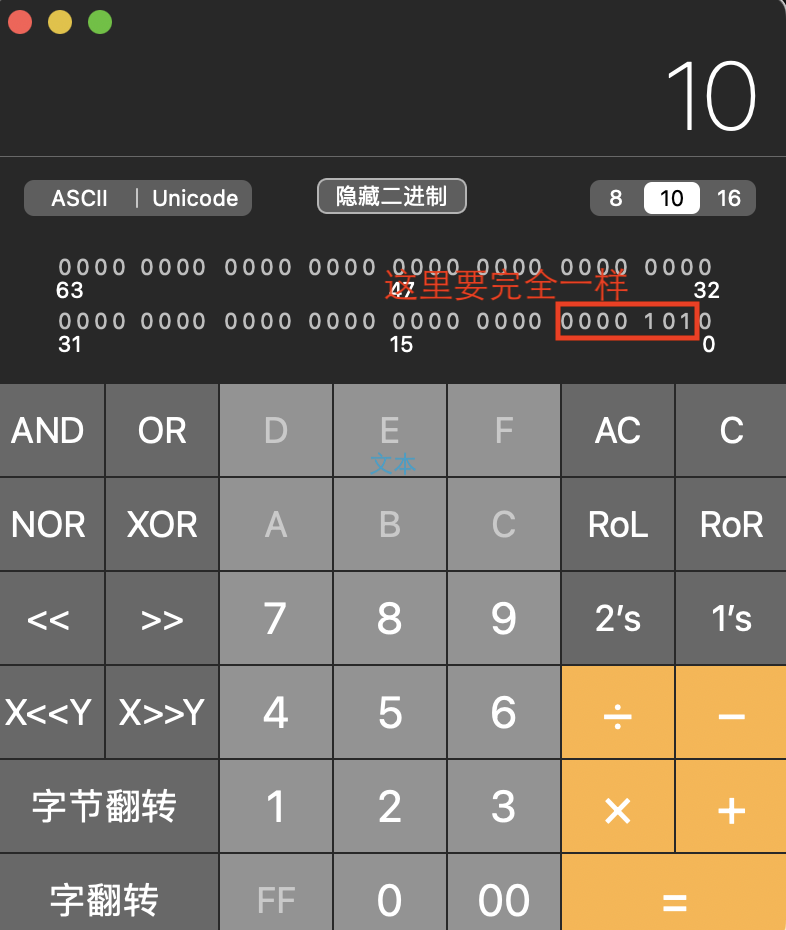 10
ASCII | Unicode 隐藏二进制 8 10 16
0000 0000 0000 0000 0000 0000 0000 0000
这里要完全一样
63 47 32
0000 0000 0000 0000 0000 0000 0000 1010
31 15 0
AND OR D E F AC C
文本
NOR XOR A B C RoL RoR
<< >> 7 8 9 2's 1's
X<<Y X>>Y 4 5 6 ÷ −
字节翻转 1 2 3 × +
字翻转 FF 0 00 =